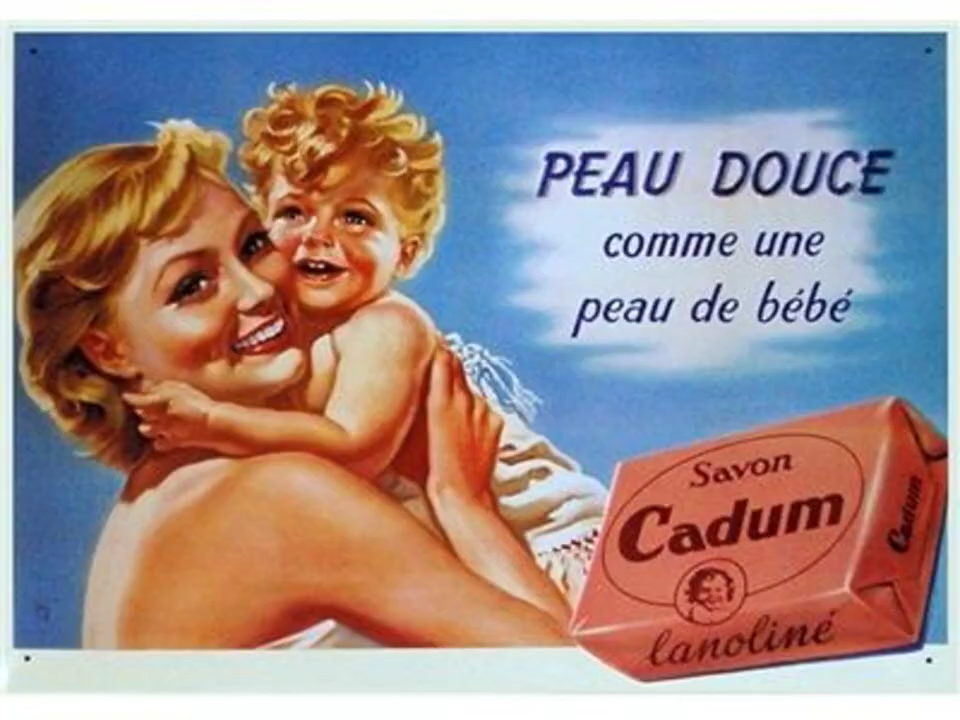 PEAU DOUCE
comme une
peau de bébé
Savon
Cadum
lanoliné
Cadum